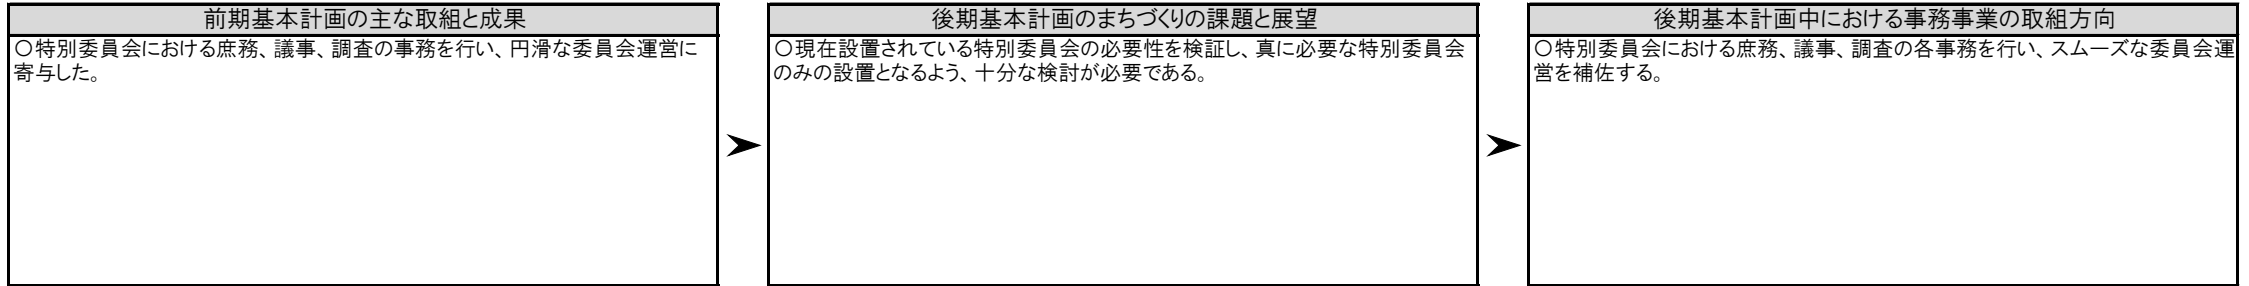 前期基本計画の主な取組と成果
〇特別委員会における庶務、議事、調査の事務を行い、円滑な委員会運営に
寄与した。
後期基本計画のまちづくりの課題と展望
〇現在設置されている特別委員会の必要性を検証し、真に必要な特別委員会
のみの設置となるよう、十分な検討が必要である。
後期基本計画中における事務事業の取組方向
〇特別委員会における庶務、議事、調査の各事務を行い、スムーズな委員会運
営を補佐する。